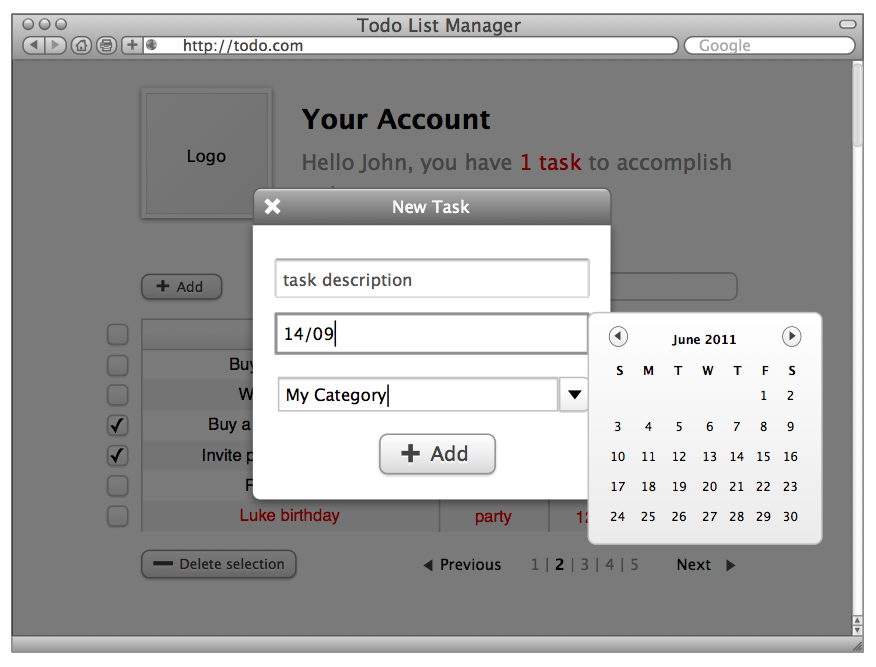 Todo List Manager
http://todo.com
Google
Logo
Your Account
Hello John, you have 1 task to accomplish
New Task
task description
Add
14/09
June 2011
S M T W T F S
1 2
3 4 5 6 7 8 9
10 11 12 13 14 15 16
17 18 19 20 21 22 23
24 25 26 27 28 29 30
My Category
Add
Buy
Buy a
Invite p
Luke birthday party 12
Delete selection
Previous 1 | 2 | 3 | 4 | 5 Next